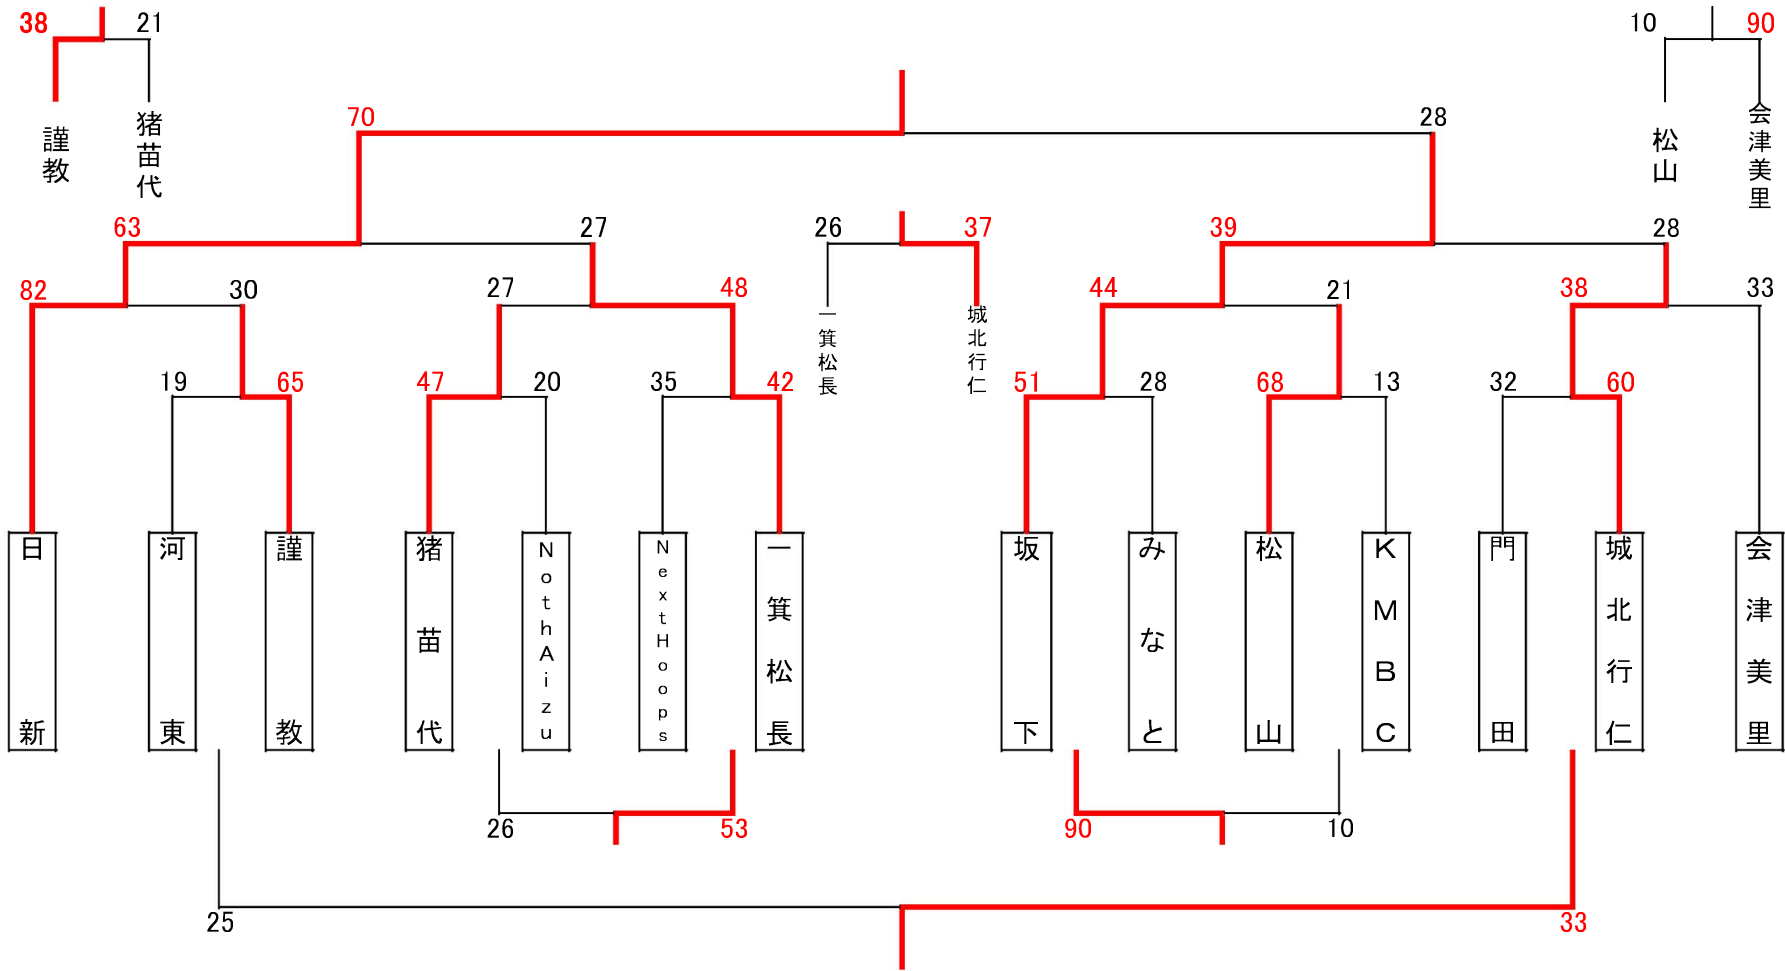 38
21
10
90
謹教
猪苗代
松山
会津美里
70
28
63
27
26
37
39
28
一箕松長
城北行仁
82
30
27
48
44
21
38
33
19
65
47
20
35
42
51
28
68
13
32
60
日新
河東
謹教
猪苗代
NothAizu
NextHoops
一箕松長
坂下
みなと
松山
KMBC
門田
城北行仁
会津美里
26
53
90
10
25
33